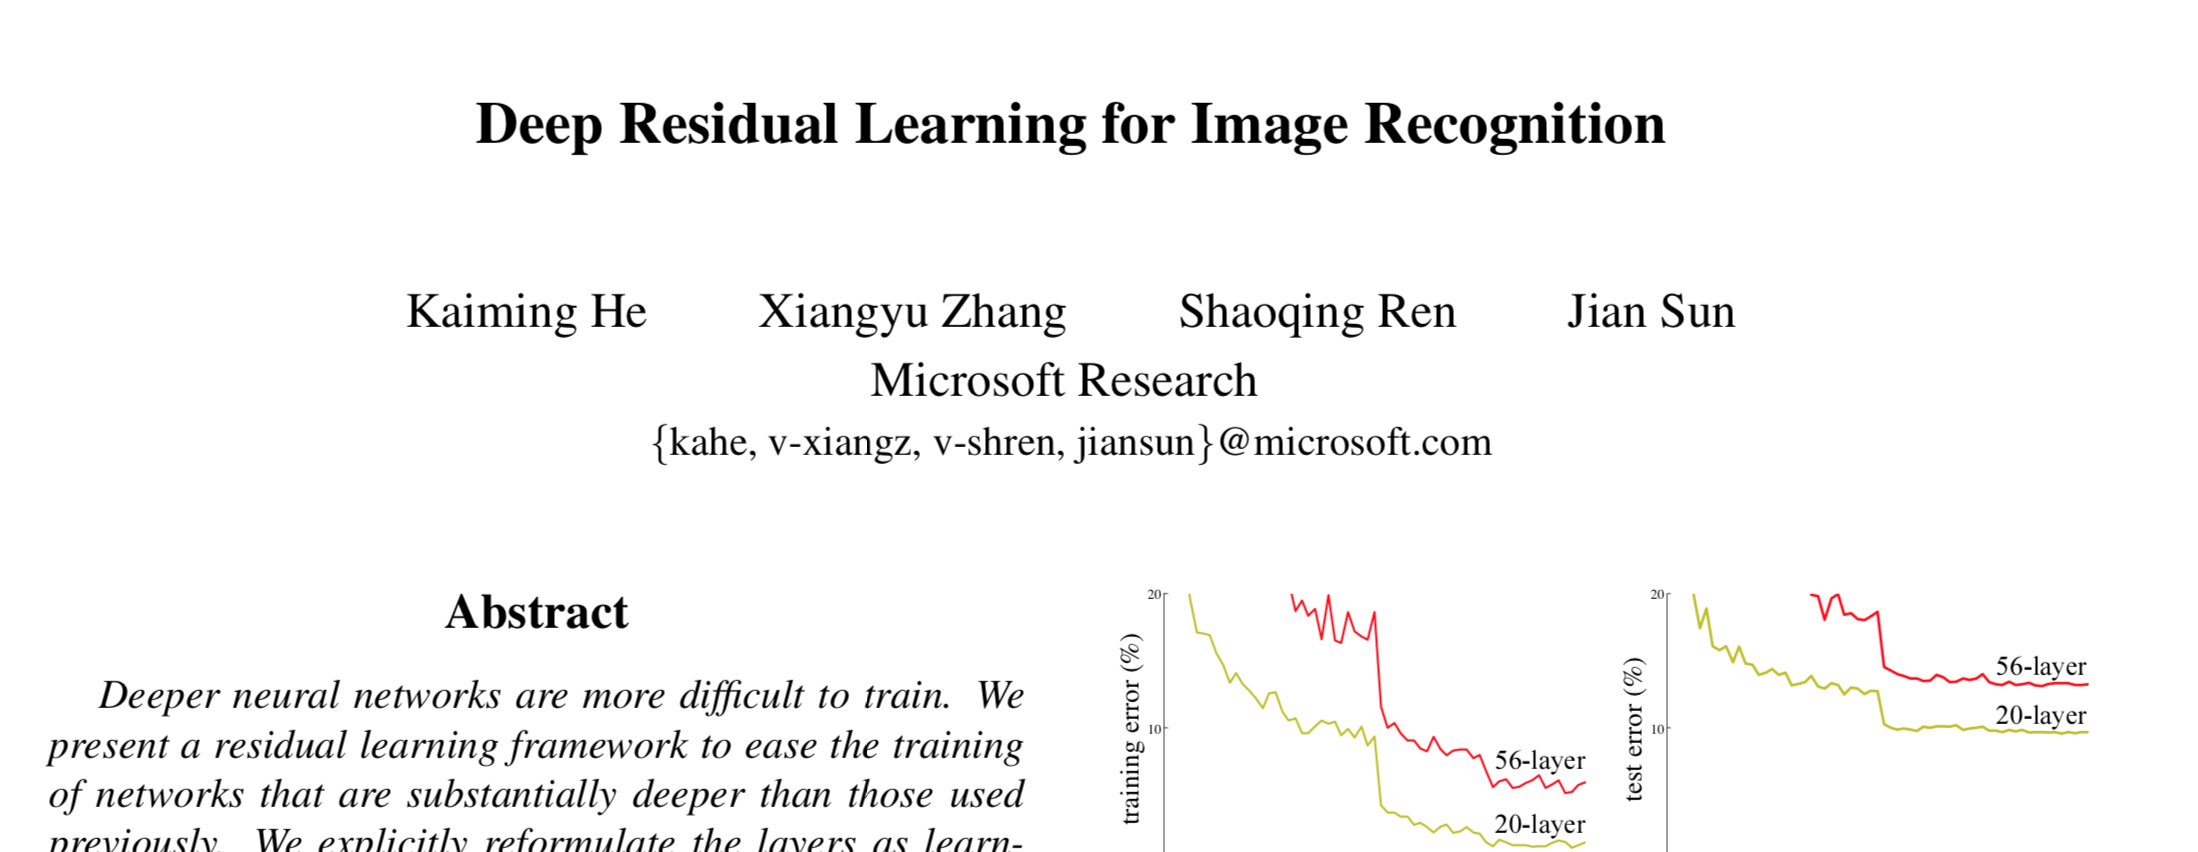 Deep Residual Learning for Image Recognition
Kaiming He Xiangyu Zhang Shaoqing Ren Jian Sun
Microsoft Research
{kahe, v-xiangz, v-shren, jiansun}@microsoft.com
Abstract
Deeper neural networks are more difficult to train. We
present a residual learning framework to ease the training
of networks that are substantially deeper than those used
previously. We explicitly reformulate the layers as learn-
20
10
training error (%)
56-layer
20-layer
20
10
test error (%)
56-layer
20-layer